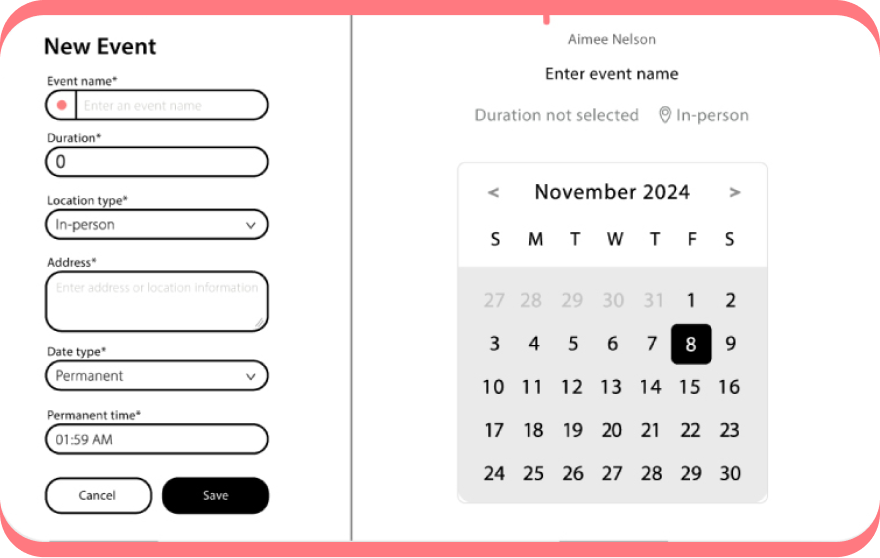 New Event
Event name*
Enter an event name
Duration*
0
Location type*
In-person
Address*
Enter address or location information
Date type*
Permanent
Permanent time*
01:59 AM
Cancel Save
Aimee Nelson
Enter event name
Duration not selected In-person
< November 2024 >
S M T W T F S
27 28 29 30 31 1 2
3 4 5 6 7 8 9
10 11 12 13 14 15 16
17 18 19 20 21 22 23
24 25 26 27 28 29 30